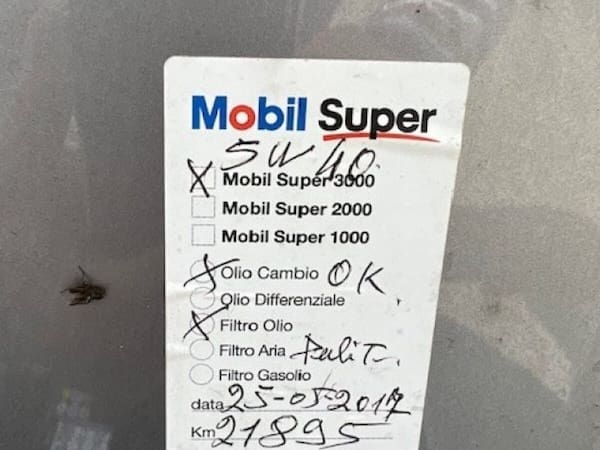 Mobil Super
5W40
Mobil Super 3000
Mobil Super 2000
Mobil Super 1000
Olio Cambio OK.
Olio Differenziale
Filtro Olio
Filtro Aria
Filtro Gasolio
data 25-05-2017
Km 21895